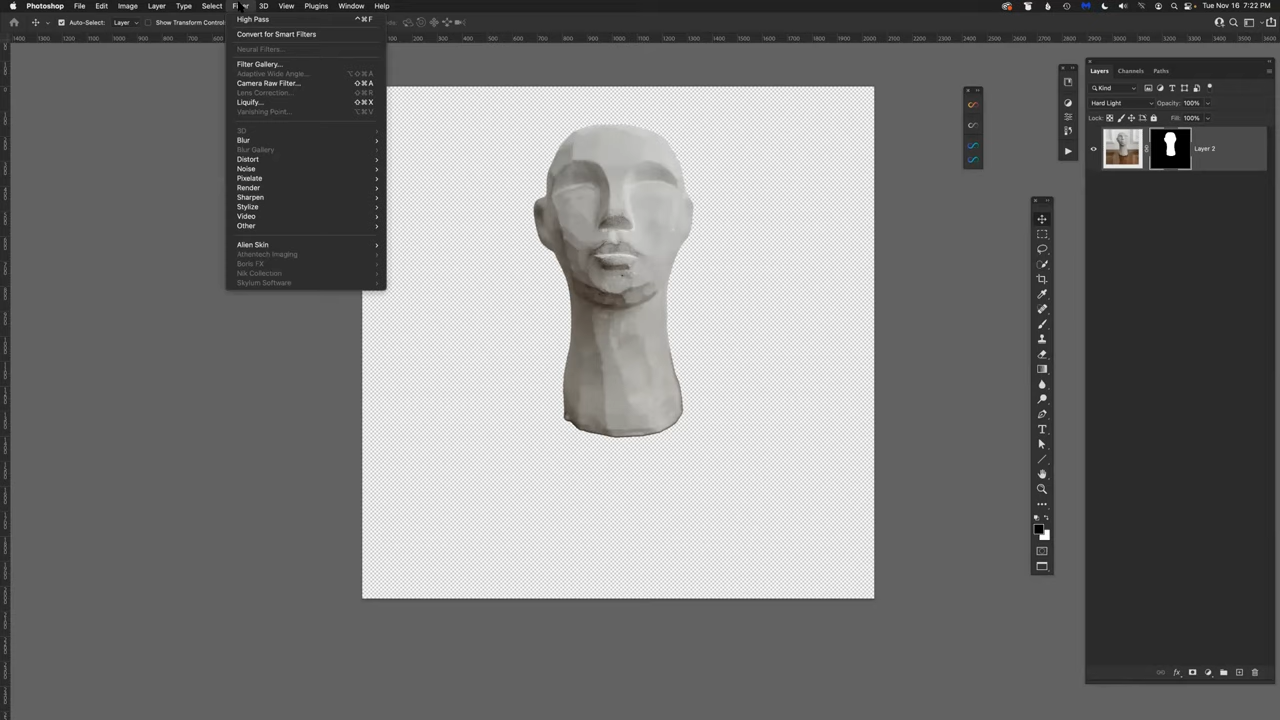 Photoshop File Edit Image Layer Type Select Filter 3D View Plugins Window Help Tue Nov 16 7:22 PM
Auto-Select: Layer Show Transform Controls
High Pass ⌃⌘F
Convert for Smart Filters
Neural Filters...
Filter Gallery...
Adaptive Wide Angle... ⌥⇧⌘A
Camera Raw Filter... ⇧⌘A
Lens Correction... ⇧⌘R
Liquify... ⇧⌘X
Vanishing Point... ⌥⌘V
3D
Blur
Blur Gallery
Distort
Noise
Pixelate
Render
Sharpen
Stylize
Video
Other
Alien Skin
Athentech Imaging
Boris FX
Nik Collection
Skylum Software
Layers Channels Paths
Kind
Hard Light Opacity: 100%
Lock: Fill: 100%
Layer 2